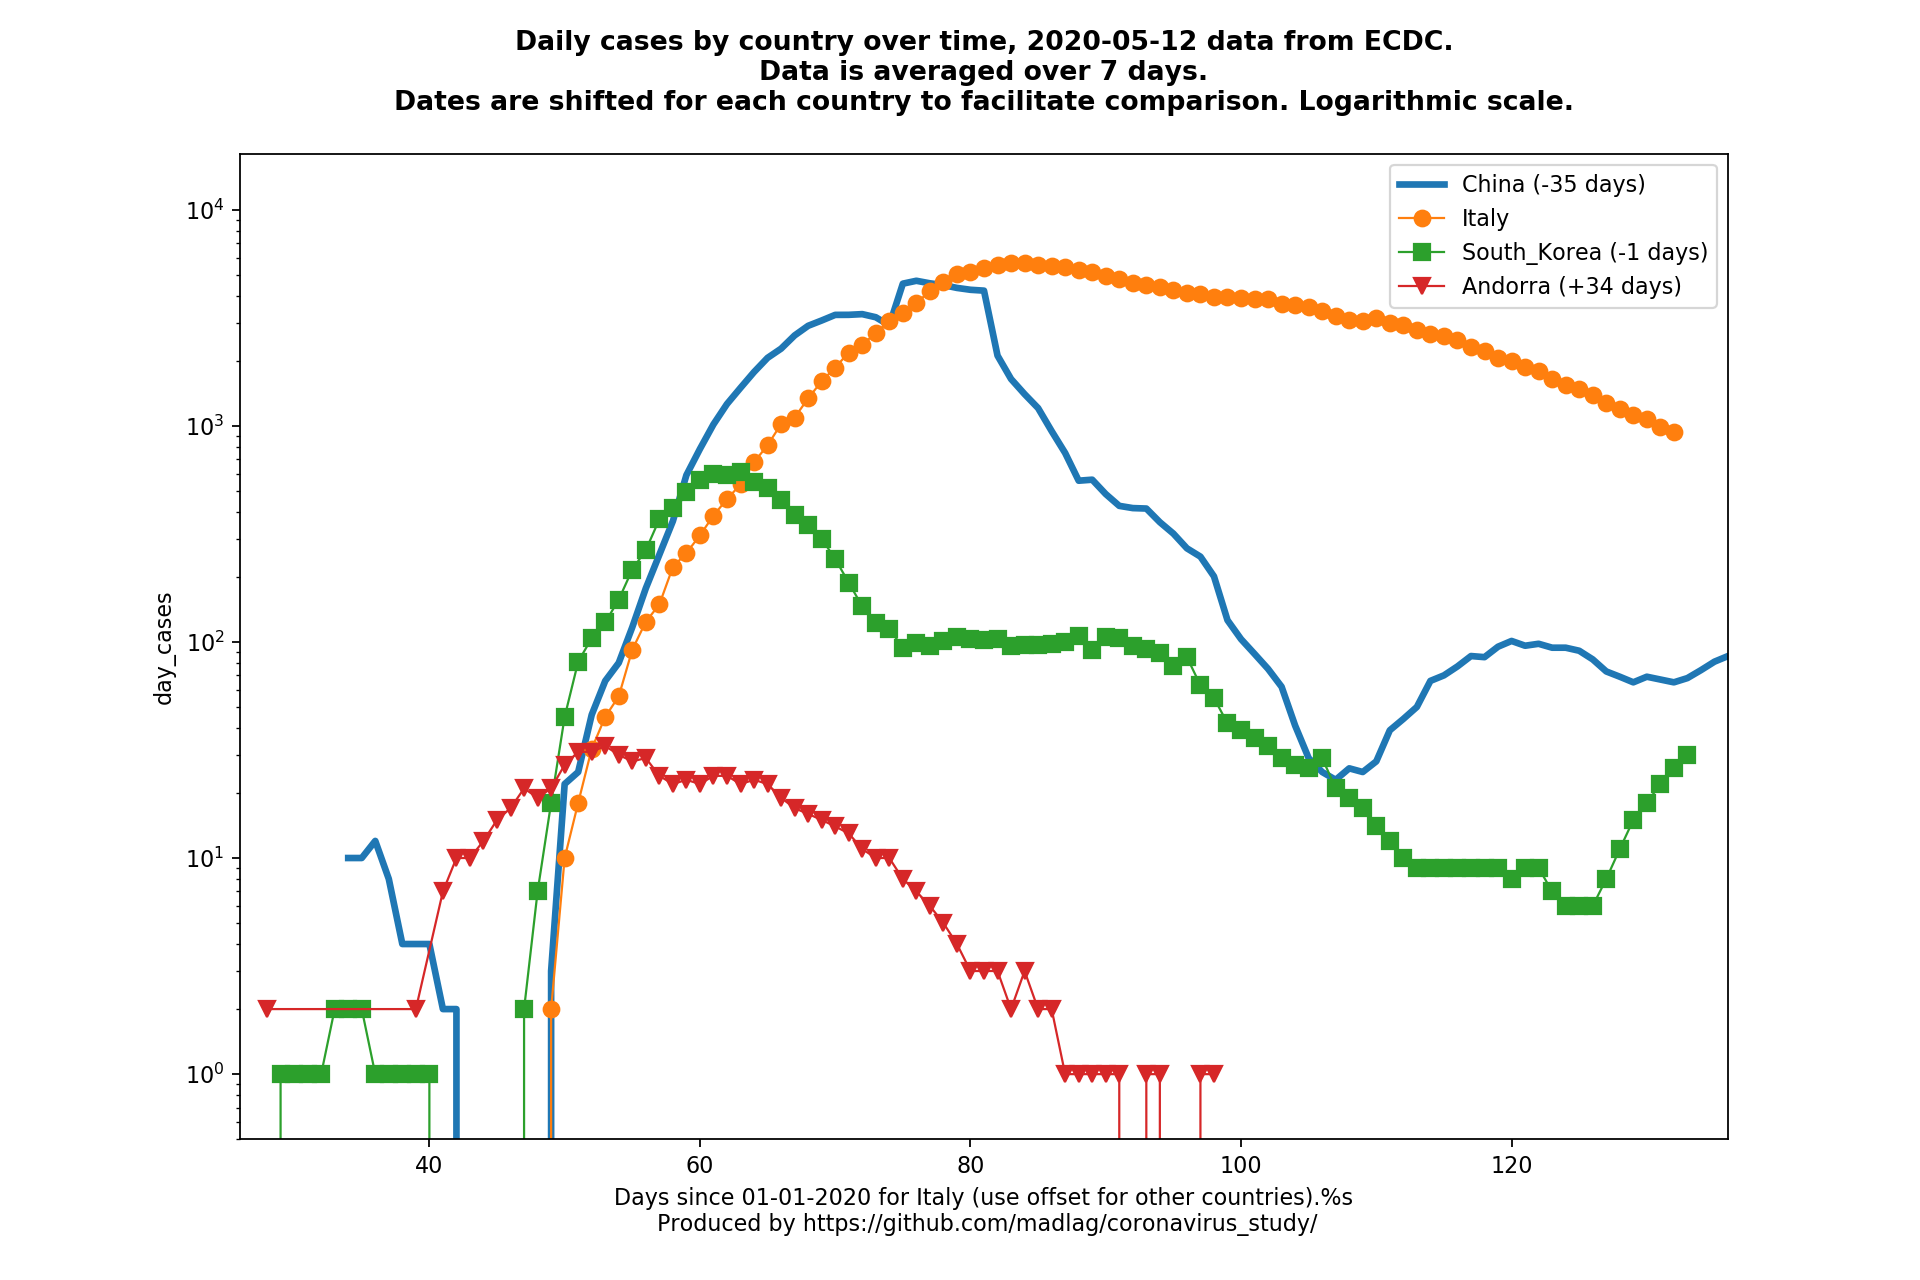 Daily cases by country over time, 2020-05-12 data from ECDC.
Data is averaged over 7 days.
Dates are shifted for each country to facilitate comparison. Logarithmic scale.
China (-35 days)
Italy
South_Korea (-1 days)
Andorra (+34 days)
day_cases
10⁴
10³
10²
10¹
10⁰
40 60 80 100 120
Days since 01-01-2020 for Italy (use offset for other countries).%s
Produced by https://github.com/madlag/coronavirus_study/